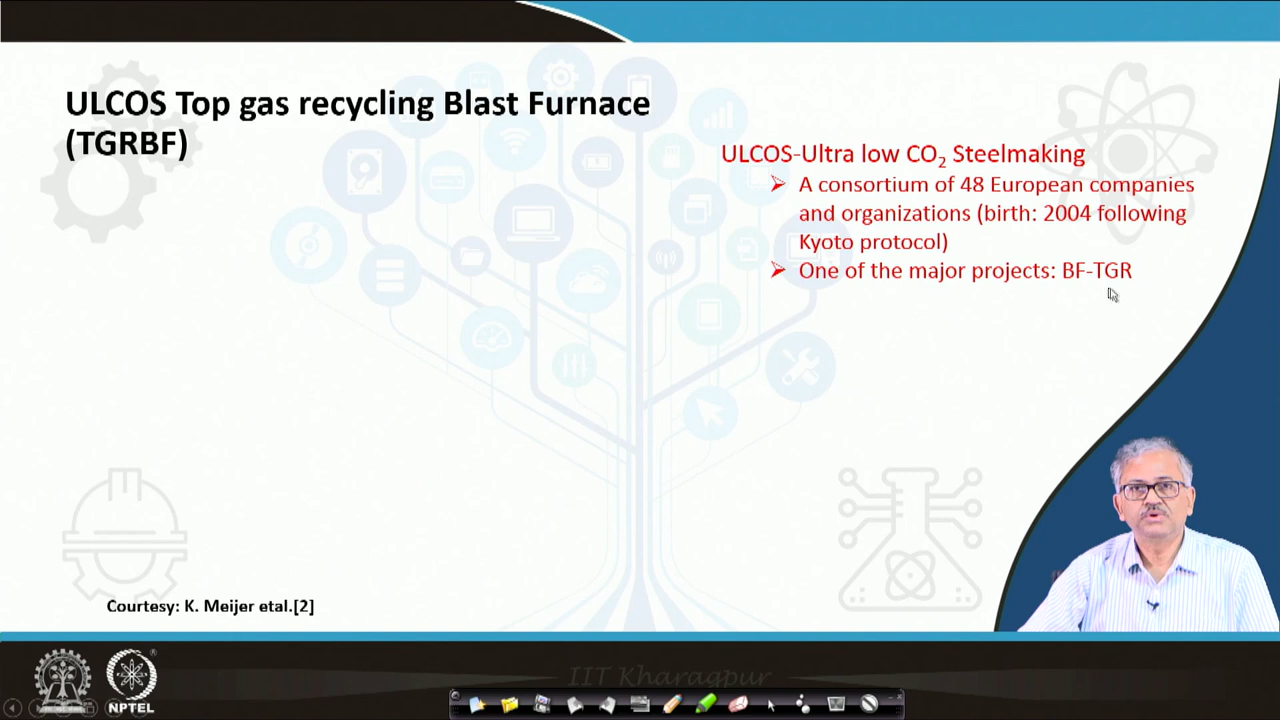 ULCOS Top gas recycling Blast Furnace
(TGRBF)
ULCOS-Ultra low CO₂ Steelmaking
➢ A consortium of 48 European companies
and organizations (birth: 2004 following
Kyoto protocol)
➢ One of the major projects: BF-TGR
Courtesy: K. Meijer etal.[2]
IIT Kharagpur
NPTEL